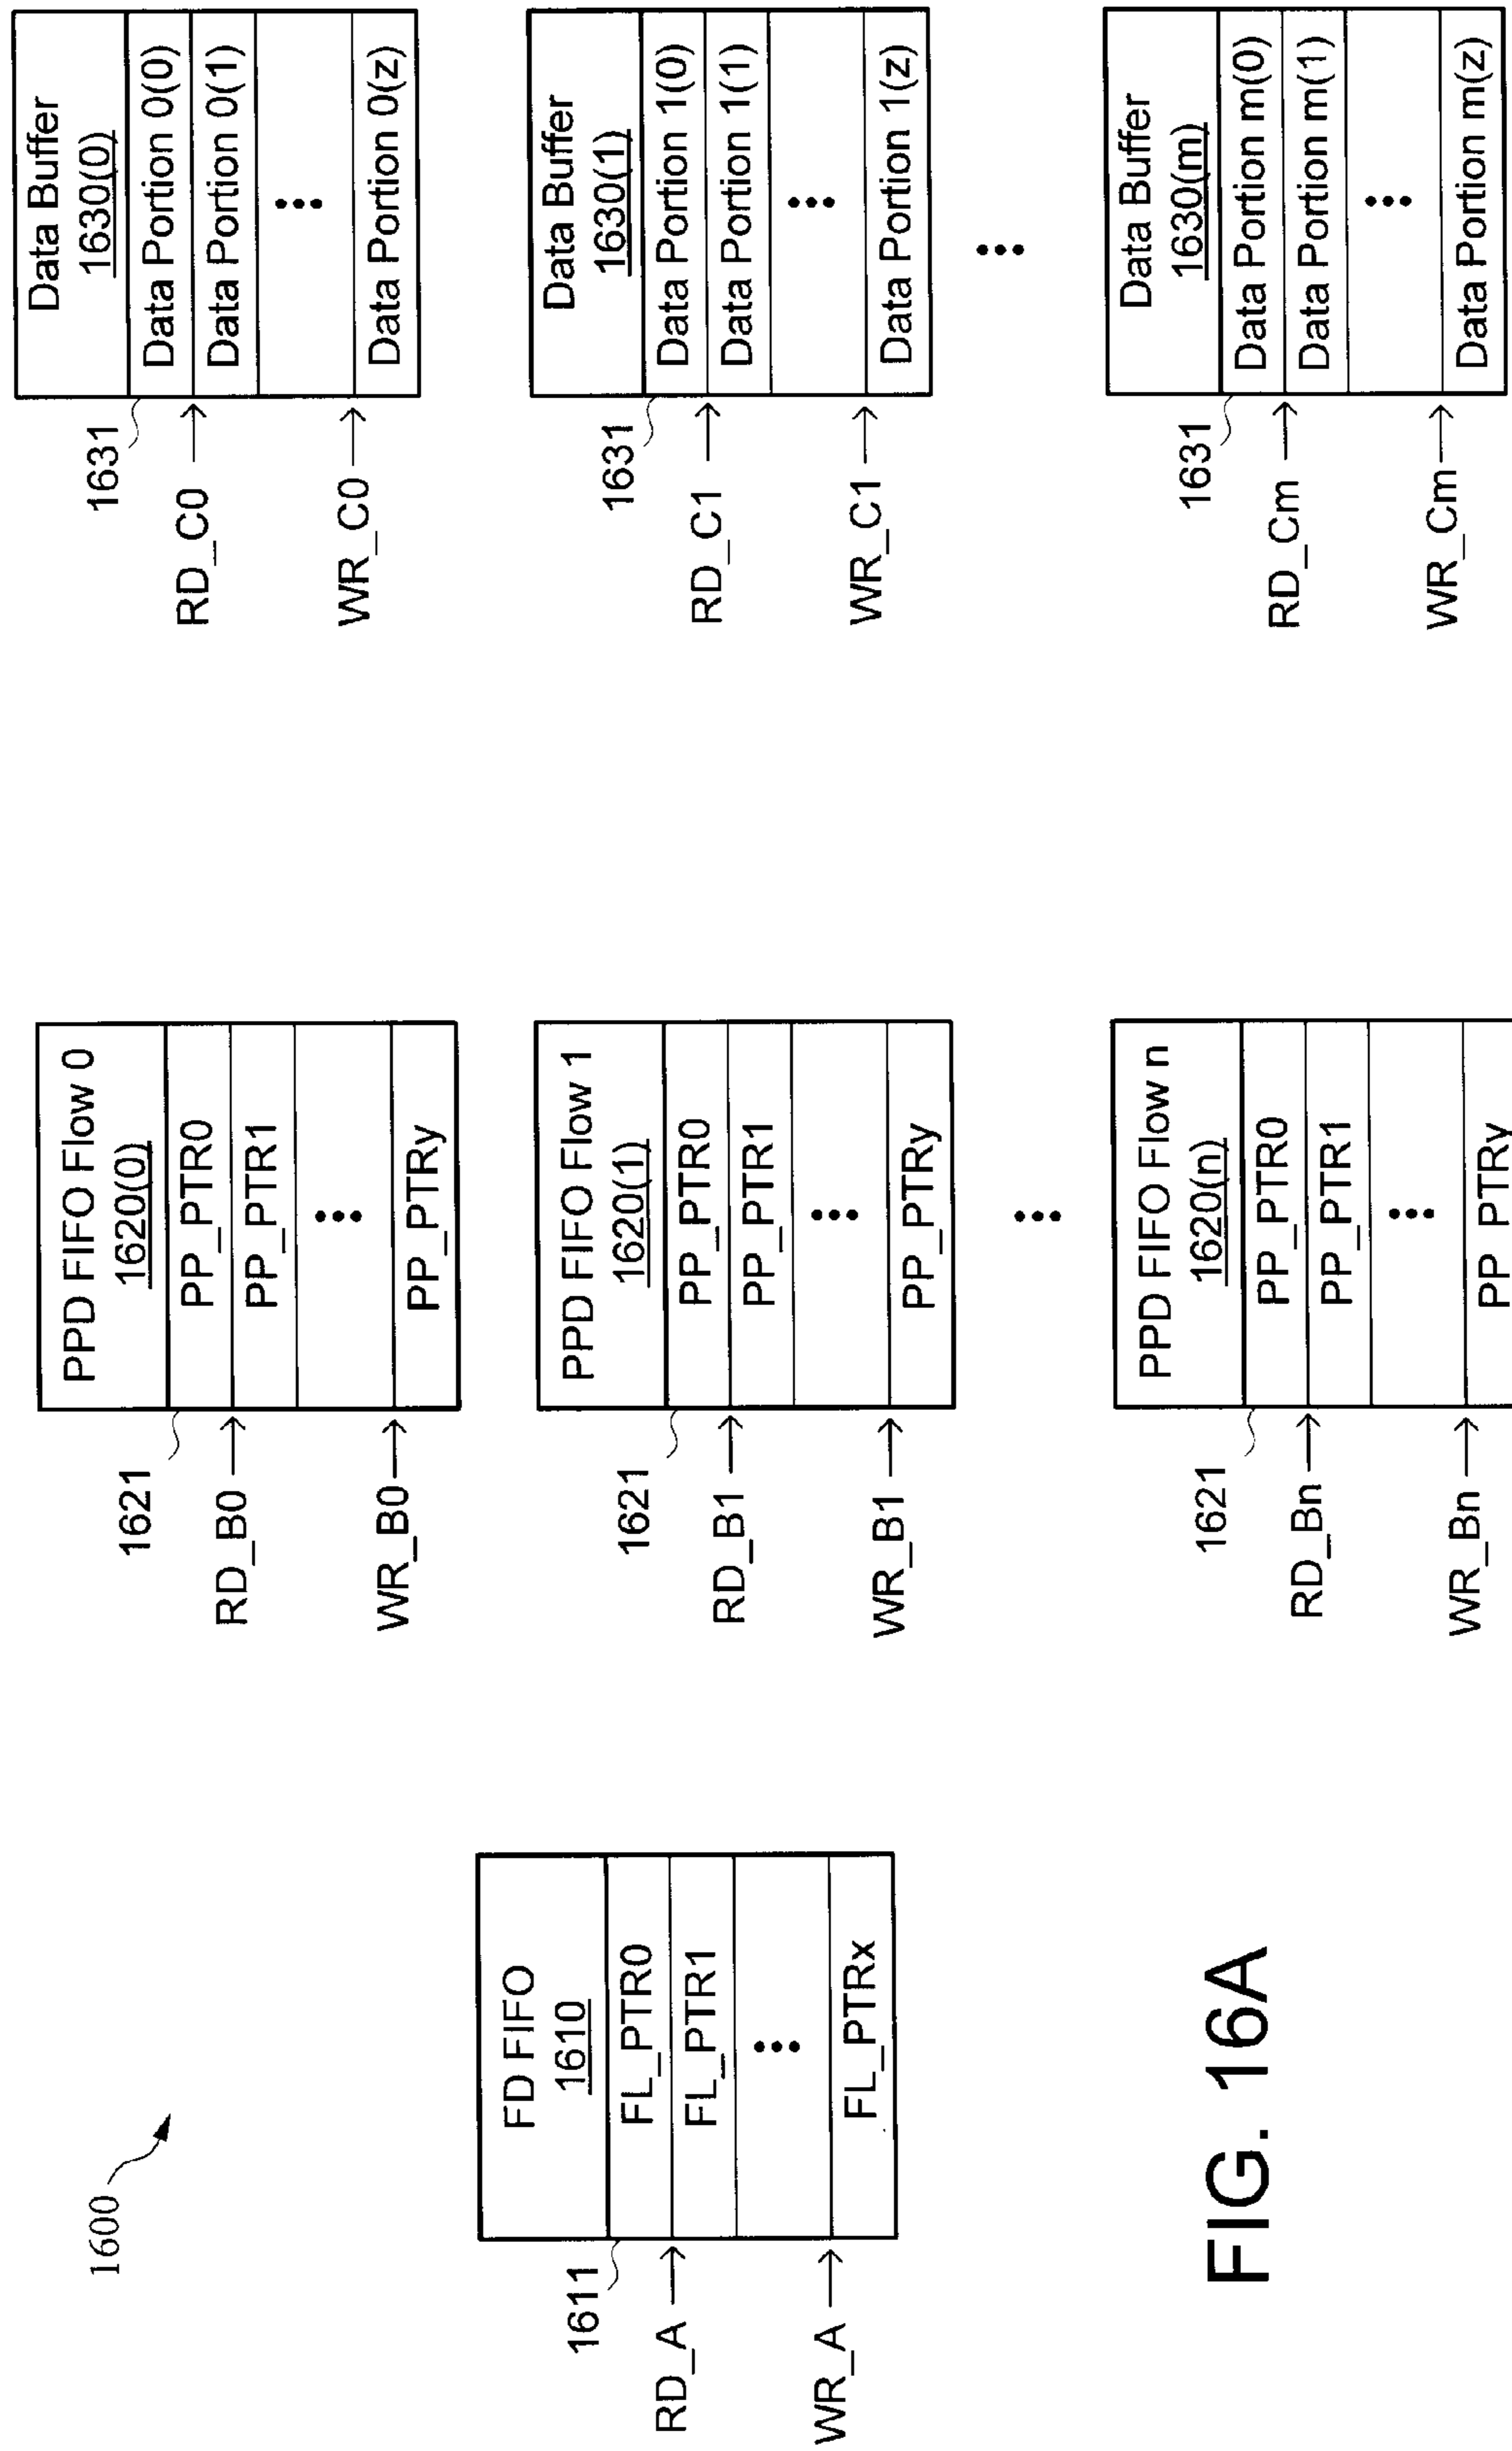 1600
FD FIFO
1610
1611
FL_PTR0
RD_A
FL_PTR1
WR_A
FL_PTRx
PPD FIFO Flow 0
1620(0)
1621
PP_PTR0
RD_B0
PP_PTR1
WR_B0
PP_PTRy
PPD FIFO Flow 1
1620(1)
1621
PP_PTR0
RD_B1
PP_PTR1
WR_B1
PP_PTRy
PPD FIFO Flow n
1620(n)
1621
PP_PTR0
RD_Bn
PP_PTR1
WR_Bn
PP_PTRy
Data Buffer
1630(0)
1631
Data Portion 0(0)
RD_C0
Data Portion 0(1)
WR_C0
Data Portion 0(z)
Data Buffer
1630(1)
1631
Data Portion 1(0)
RD_C1
Data Portion 1(1)
WR_C1
Data Portion 1(z)
Data Buffer
1630(m)
1631
Data Portion m(0)
RD_Cm
Data Portion m(1)
WR_Cm
Data Portion m(z)
FIG. 16A